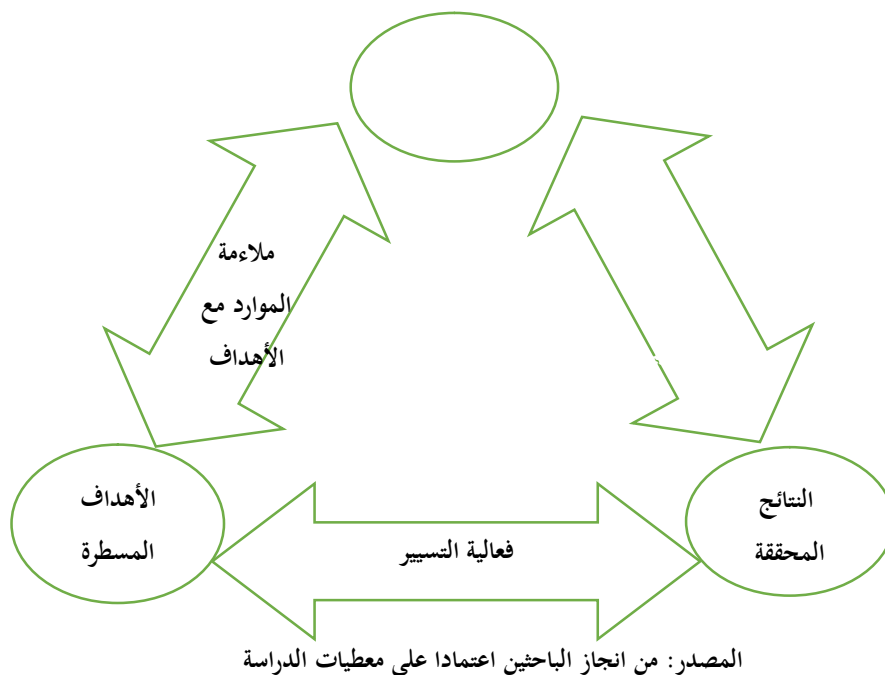 ملاءمة
الموارد مع
الأهداف
الأهداف
المسطرة
النتائج
المحققة
فعالية التسيير
المصدر: من انجاز الباحثين اعتمادا على معطيات الدراسة